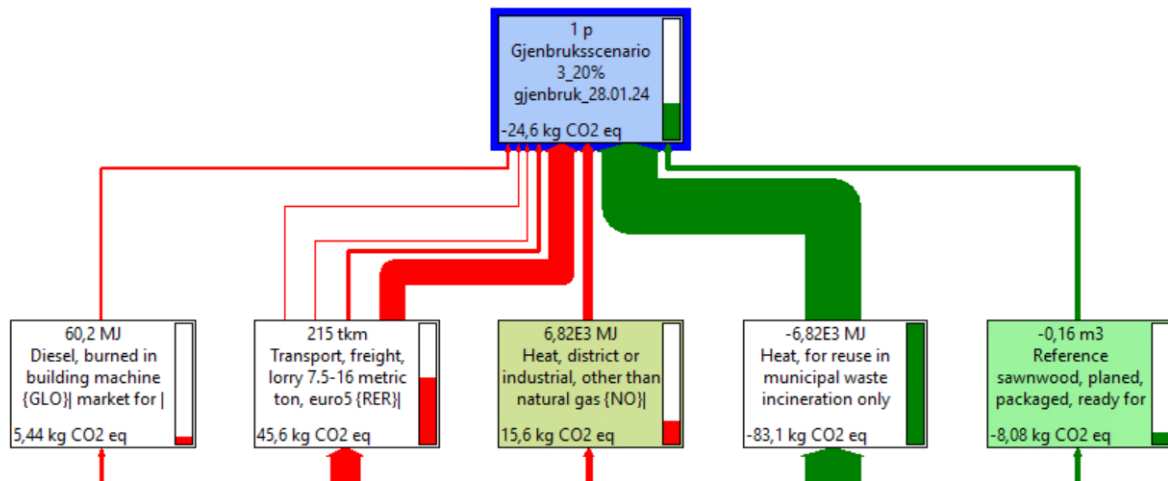 1 p
Gjenbruksscenario
3_20%
gjenbruk_28.01.24
-24,6 kg CO2 eq
60,2 MJ
Diesel, burned in
building machine
{GLO}| market for |
5,44 kg CO2 eq
215 tkm
Transport, freight,
lorry 7.5-16 metric
ton, euro5 {RER}|
45,6 kg CO2 eq
6,82E3 MJ
Heat, district or
industrial, other than
natural gas {NO}|
15,6 kg CO2 eq
-6,82E3 MJ
Heat, for reuse in
municipal waste
incineration only
-83,1 kg CO2 eq
-0,16 m3
Reference
sawnwood, planed,
packaged, ready for
-8,08 kg CO2 eq